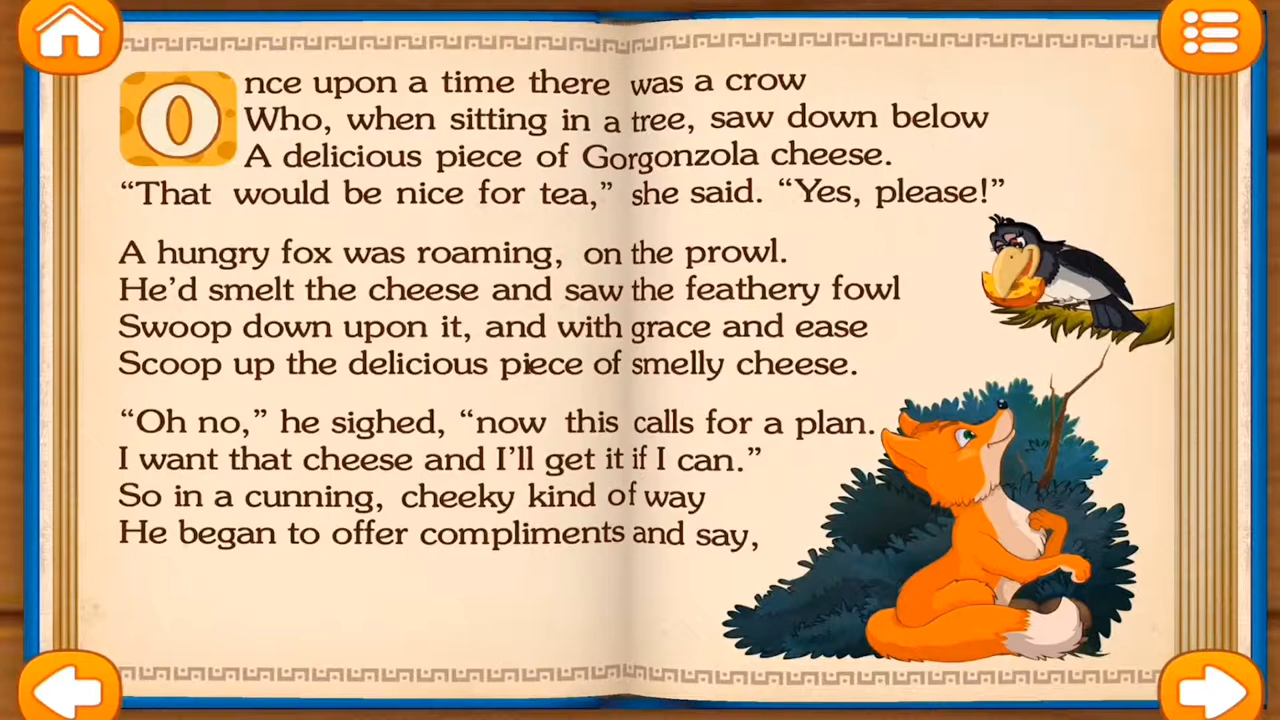 Once upon a time there was a crow
Who, when sitting in a tree, saw down below
A delicious piece of Gorgonzola cheese.
“That would be nice for tea,” she said. “Yes, please!”
A hungry fox was roaming, on the prowl.
He’d smelt the cheese and saw the feathery fowl
Swoop down upon it, and with grace and ease
Scoop up the delicious piece of smelly cheese.
“Oh no,” he sighed, “now this calls for a plan.
I want that cheese and I’ll get it if I can.”
So in a cunning, cheeky kind of way
He began to offer compliments and say,